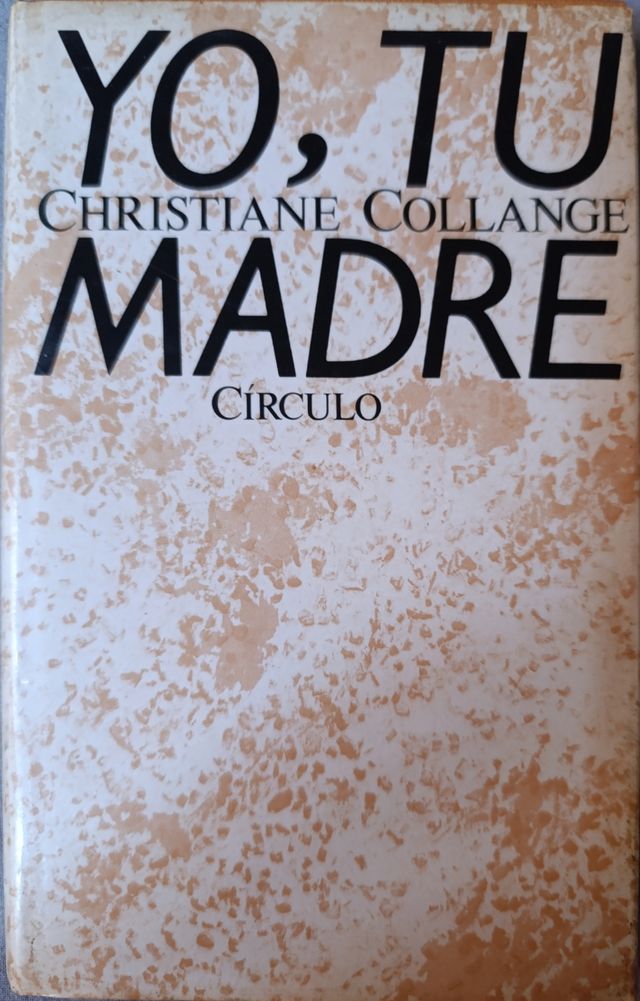 YO, TU
CHRISTIANE COLLANGE
MADRE
CÍRCULO